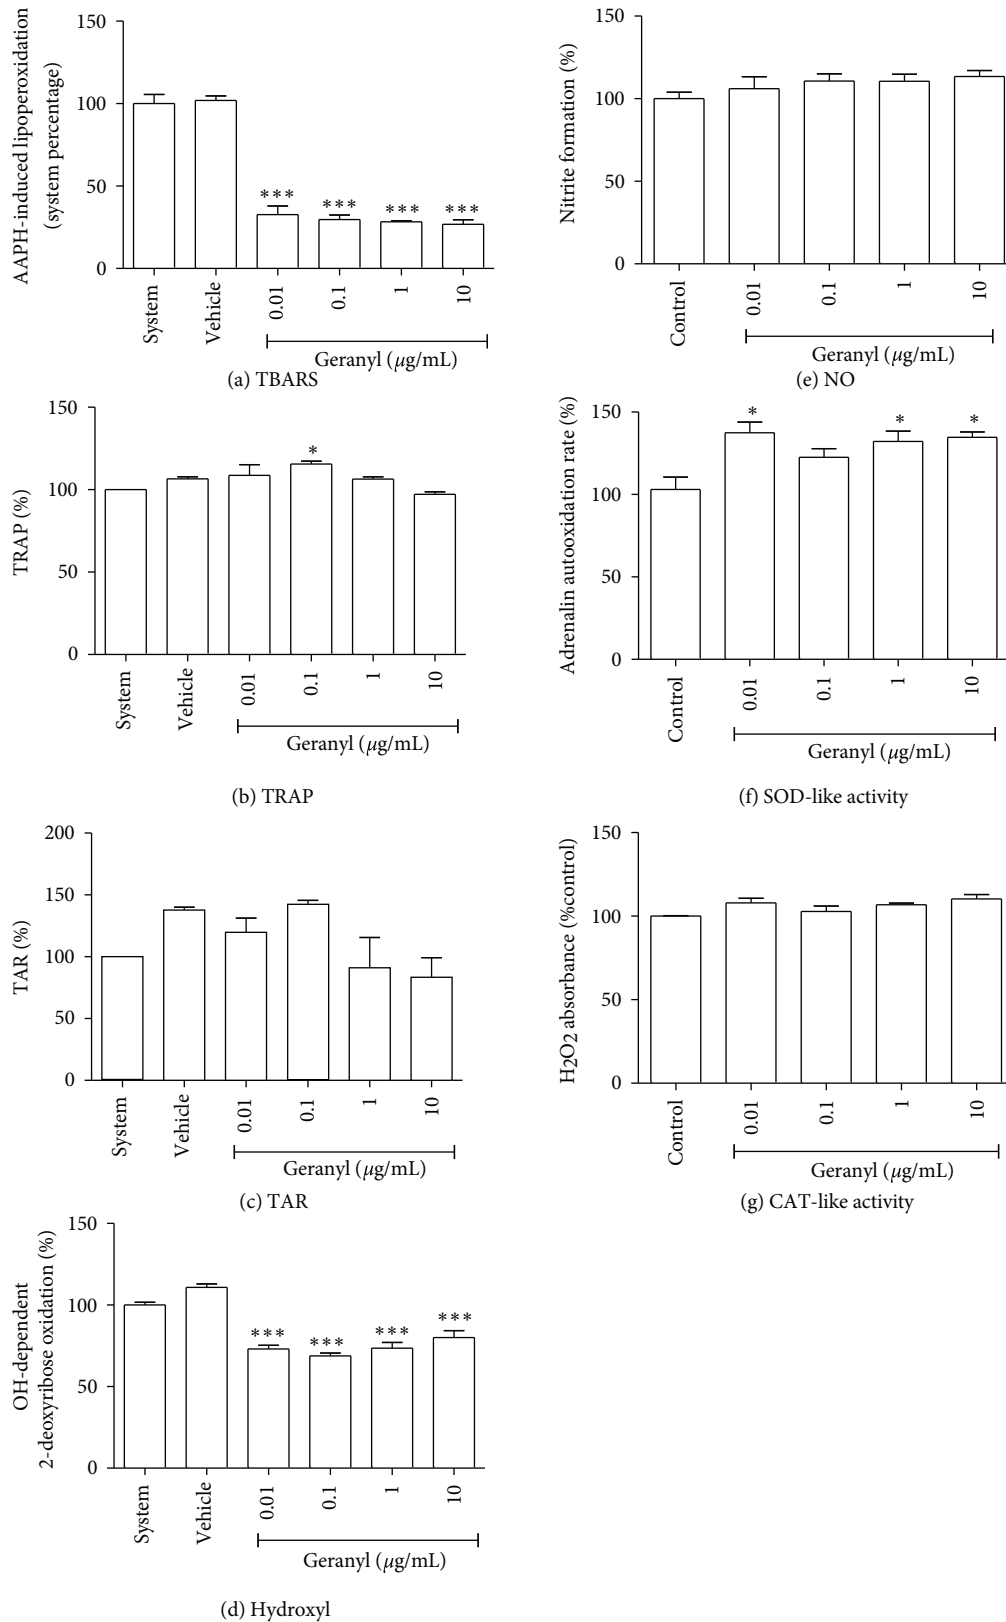 AAPH-induced lipoperoxidation
(system percentage)
150
100
50
0
***
***
***
***
System
Vehicle
0.01
0.1
1
10
Geranyl (μg/mL)
(a) TBARS
TRAP (%)
150
100
50
0
*
System
Vehicle
0.01
0.1
1
10
Geranyl (μg/mL)
(b) TRAP
TAR (%)
200
150
100
50
0
System
Vehicle
0.01
0.1
1
10
Geranyl (μg/mL)
(c) TAR
OH-dependent
2-deoxyribose oxidation (%)
150
100
50
0
***
***
***
***
System
Vehicle
0.01
0.1
1
10
Geranyl (μg/mL)
(d) Hydroxyl
Nitrite formation (%)
150
100
50
0
Control
0.01
0.1
1
10
Geranyl (μg/mL)
(e) NO
Adrenalin autooxidation rate (%)
150
100
50
0
*
*
*
Control
0.01
0.1
1
10
Geranyl (μg/mL)
(f) SOD-like activity
H2O2 absorbance (%control)
150
100
50
0
Control
0.01
0.1
1
10
Geranyl (μg/mL)
(g) CAT-like activity